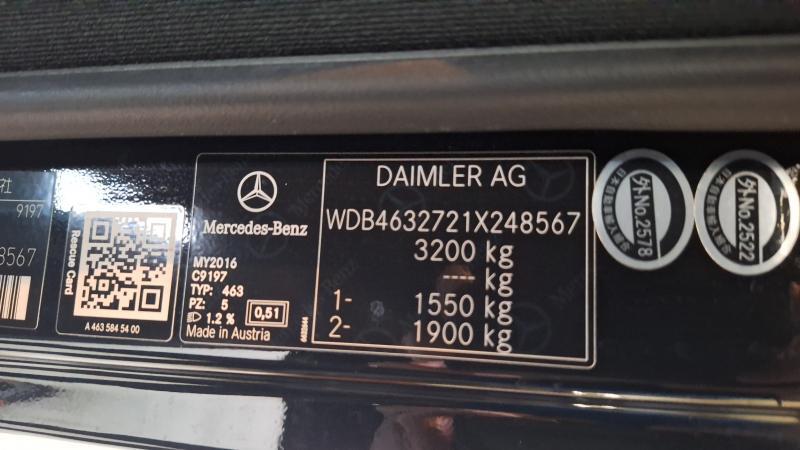 社
9197
8567
Rescue Card
A 463 584 54 00
Mercedes-Benz
MY2016
C9197
TYP: 463
PZ: 5
1.2 %
0,51
Made in Austria
DAIMLER AG
WDB4632721X248567
3200 kg
---- kg
1- 1550 kg
2- 1900 kg
外No.2578
外No.2522